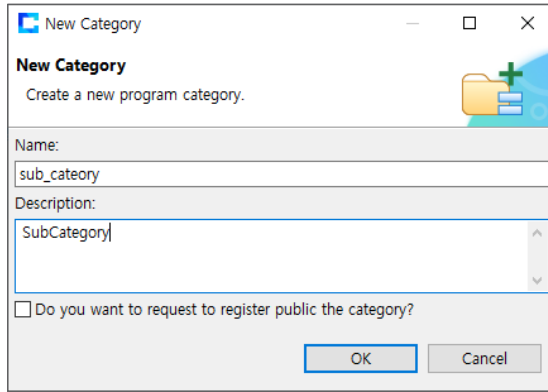 New Category
New Category
Create a new program category.
Name:
sub_cateory
Description:
SubCategory
Do you want to request to register public the category?
OK
Cancel